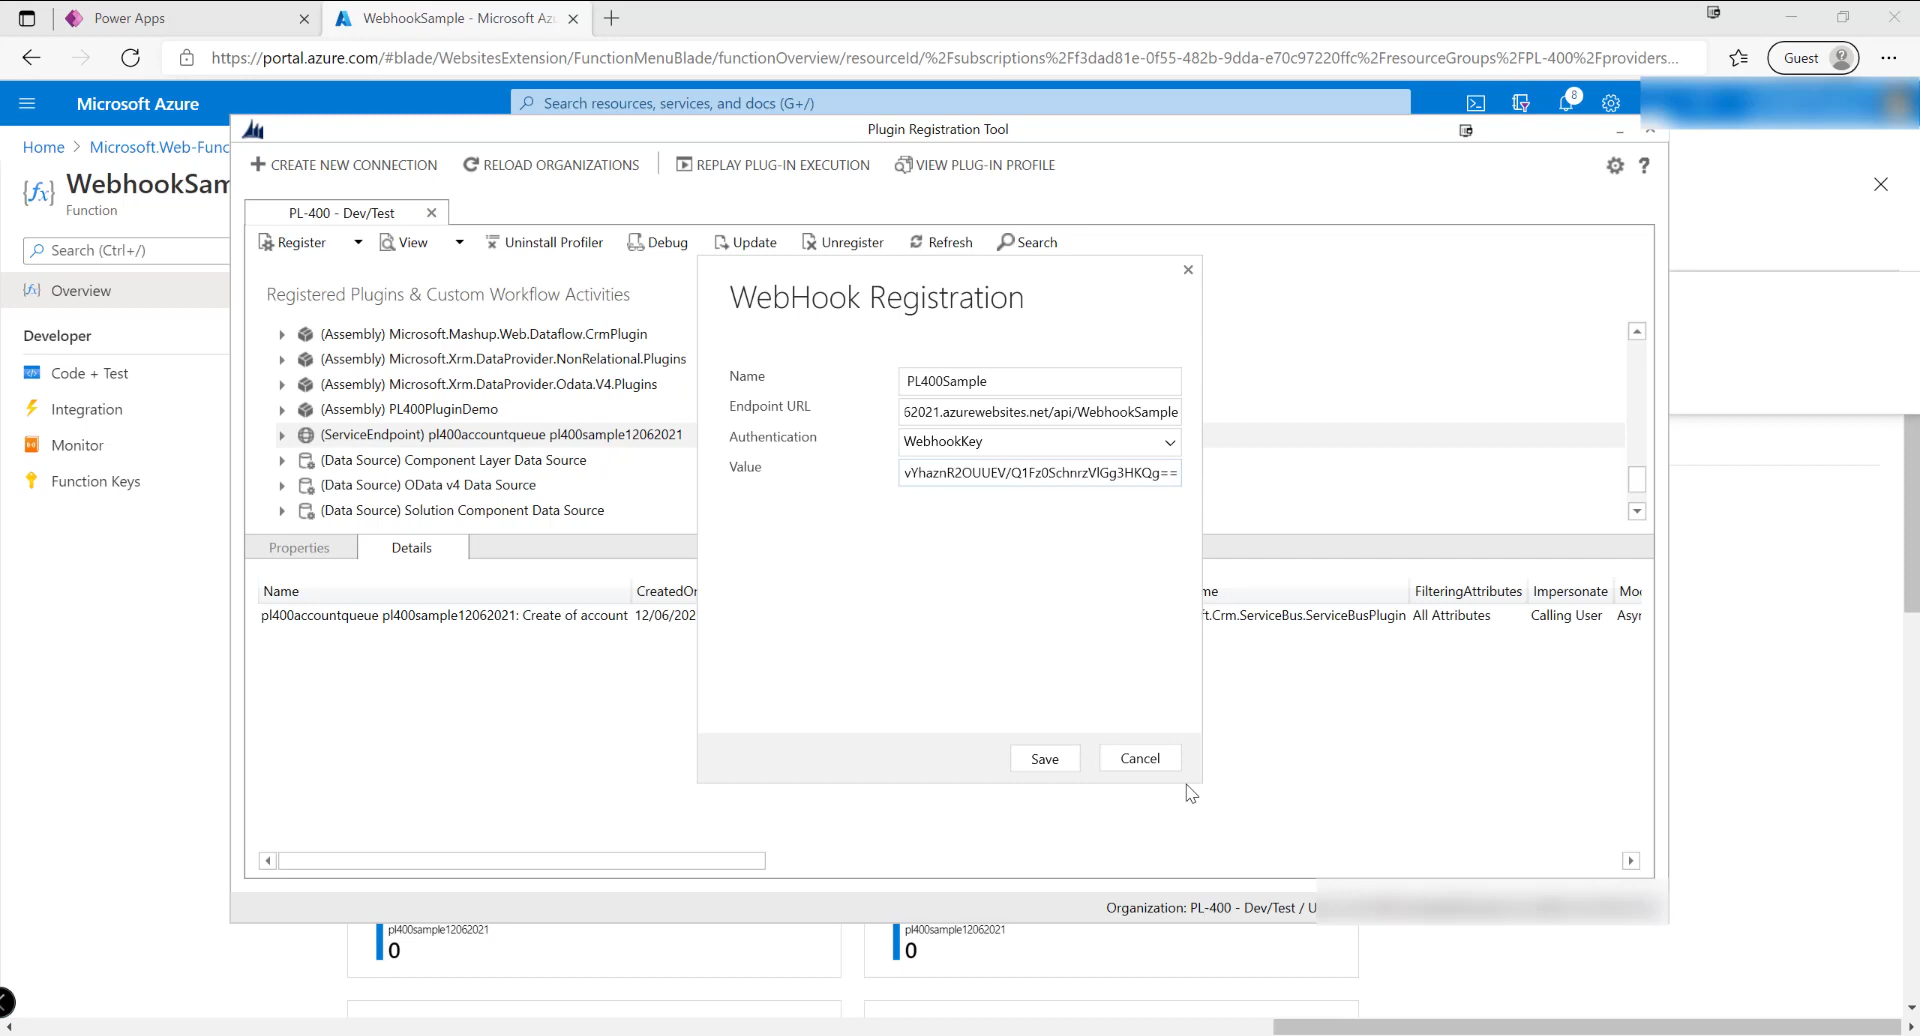 Power Apps
WebhookSample - Microsoft Az
https://portal.azure.com/#blade/WebsitesExtension/FunctionMenuBlade/functionOverview/resourceId/%2Fsubscriptions%2Ff3dad81e-0f55-482b-9dda-e70c97220ffc%2FresourceGroups%2FPL-400%2Fproviders...
Guest
Microsoft Azure
Search resources, services, and docs (G+/)
8
Plugin Registration Tool
Home > Microsoft.Web-Func
CREATE NEW CONNECTION
RELOAD ORGANIZATIONS
REPLAY PLUG-IN EXECUTION
VIEW PLUG-IN PROFILE
WebhookSam
Function
PL-400 - Dev/Test
Search (Ctrl+/)
Register
View
Uninstall Profiler
Debug
Update
Unregister
Refresh
Search
Overview
Developer
Code + Test
Integration
Monitor
Function Keys
Registered Plugins & Custom Workflow Activities
(Assembly) Microsoft.Mashup.Web.Dataflow.CrmPlugin
(Assembly) Microsoft.Xrm.DataProvider.NonRelational.Plugins
(Assembly) Microsoft.Xrm.DataProvider.Odata.V4.Plugins
(Assembly) PL400PluginDemo
(ServiceEndpoint) pl400accountqueue pl400sample12062021
(Data Source) Component Layer Data Source
(Data Source) OData v4 Data Source
(Data Source) Solution Component Data Source
WebHook Registration
Name
PL400Sample
Endpoint URL
62021.azurewebsites.net/api/WebhookSample
Authentication
WebhookKey
Value
vYhaznR2OUUEV/Q1Fz0SchnrzVlGg3HKQg==
Save
Cancel
Properties
Details
Name
CreatedOn
me
FilteringAttributes
Impersonate
Moc
pl400accountqueue pl400sample12062021: Create of account
12/06/202
t.Crm.ServiceBus.ServiceBusPlugin
All Attributes
Calling User
Asyr
Organization: PL-400 - Dev/Test / U
pl400sample12062021
0
pl400sample12062021
0